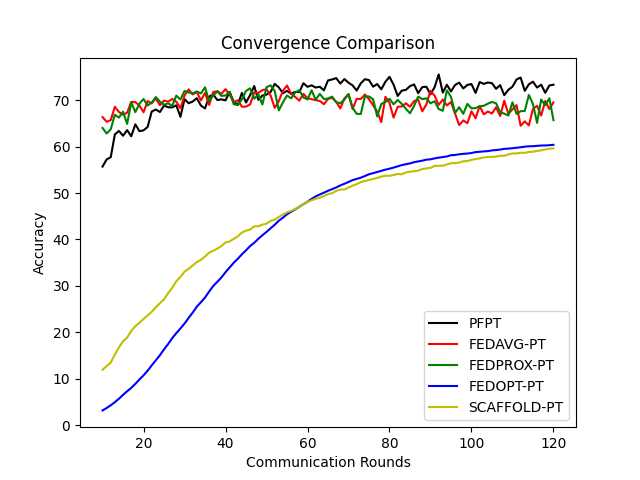 Convergence Comparison
Accuracy
70
60
50
40
30
20
10
0
20 40 60 80 100 120
Communication Rounds
PFPT
FEDAVG-PT
FEDPROX-PT
FEDOPT-PT
SCAFFOLD-PT